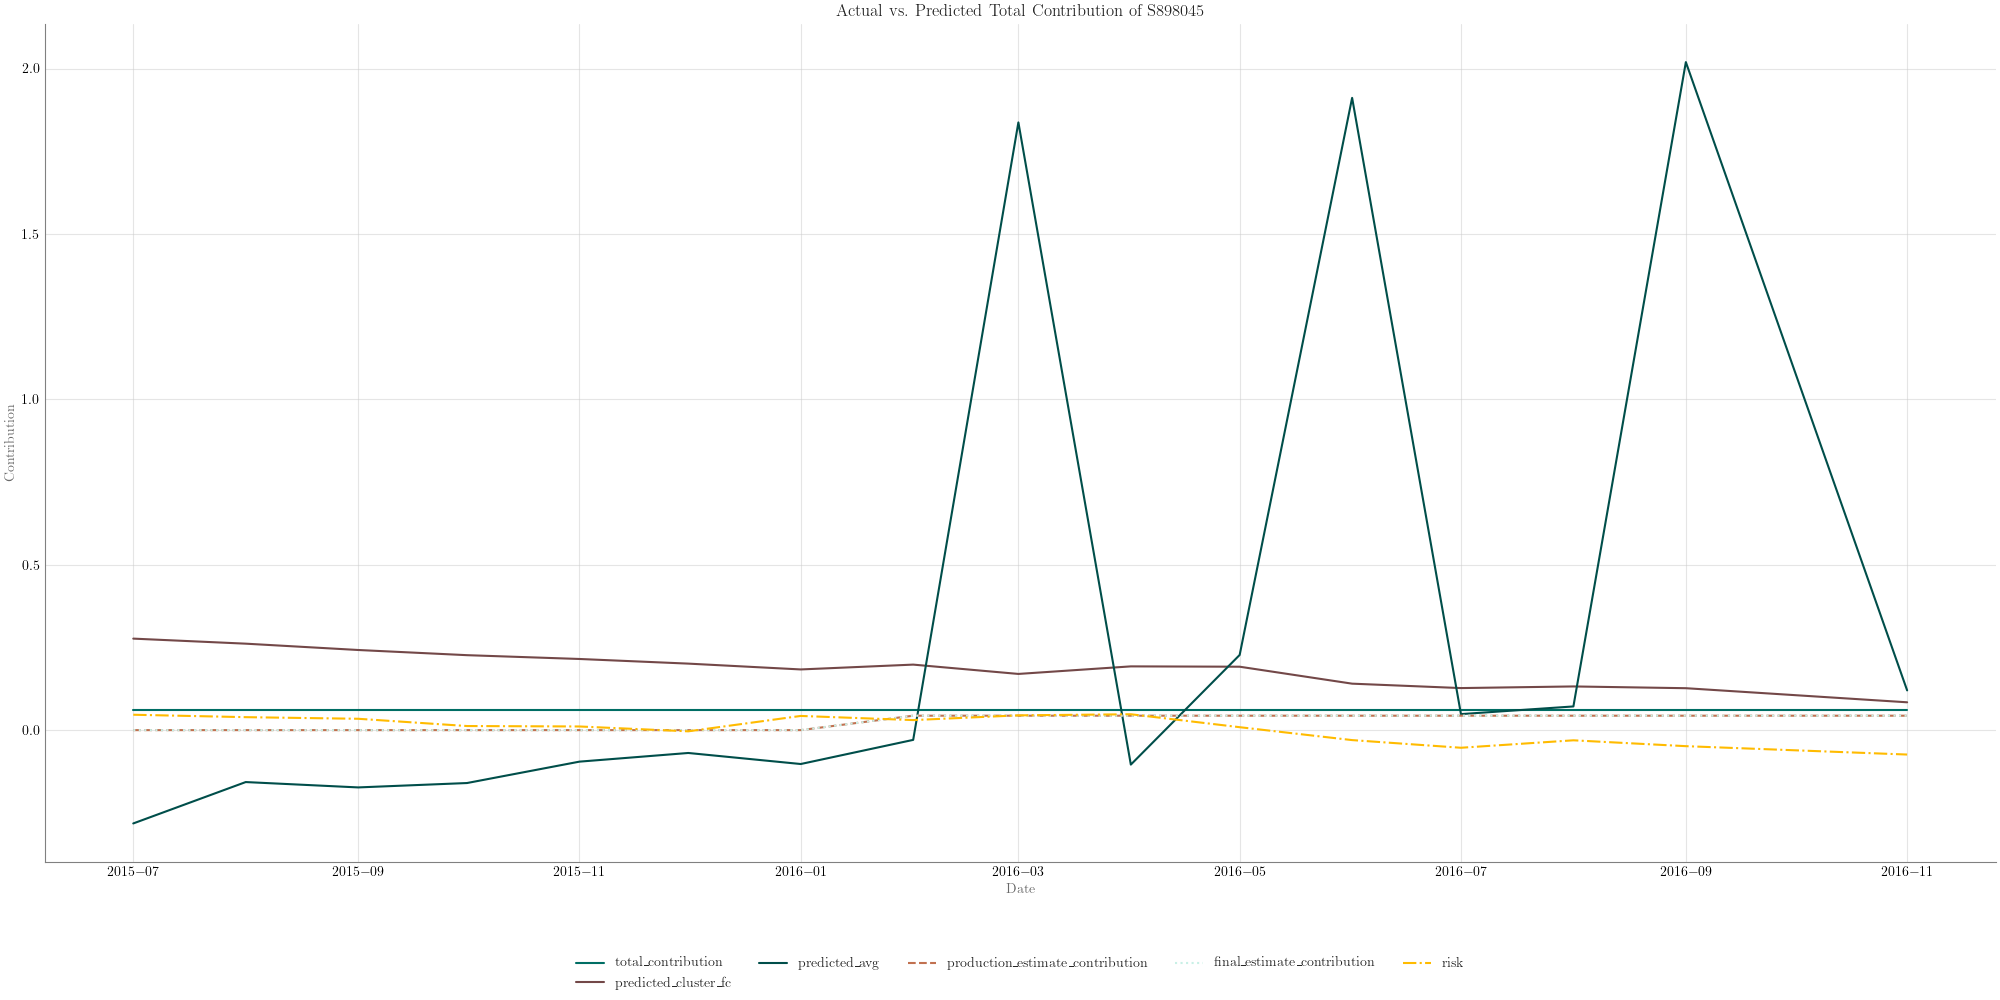 Actual vs. Predicted Total Contribution of S898045
2.0
1.5
1.0
0.5
0.0
Contribution
2015−07 2015−09 2015−11 2016−01 2016−03 2016−05 2016−07 2016−09 2016−11
Date
total_contribution predicted_avg production_estimate_contribution final_estimate_contribution risk
predicted_cluster_fc